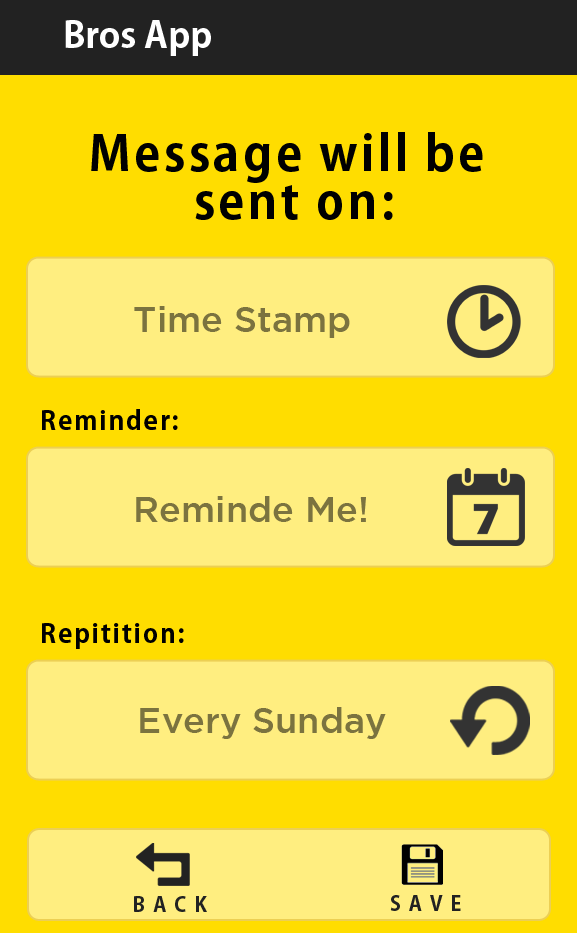 Bros App
Message will be
sent on:
Time Stamp
Reminder:
Reminde Me!
7
Repitition:
Every Sunday
BACK
SAVE